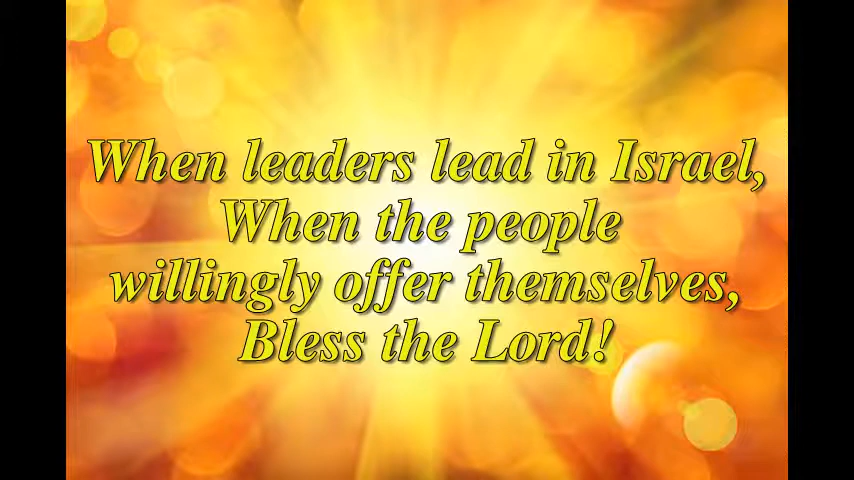 When leaders lead in Israel,
When the people
willingly offer themselves,
Bless the Lord!